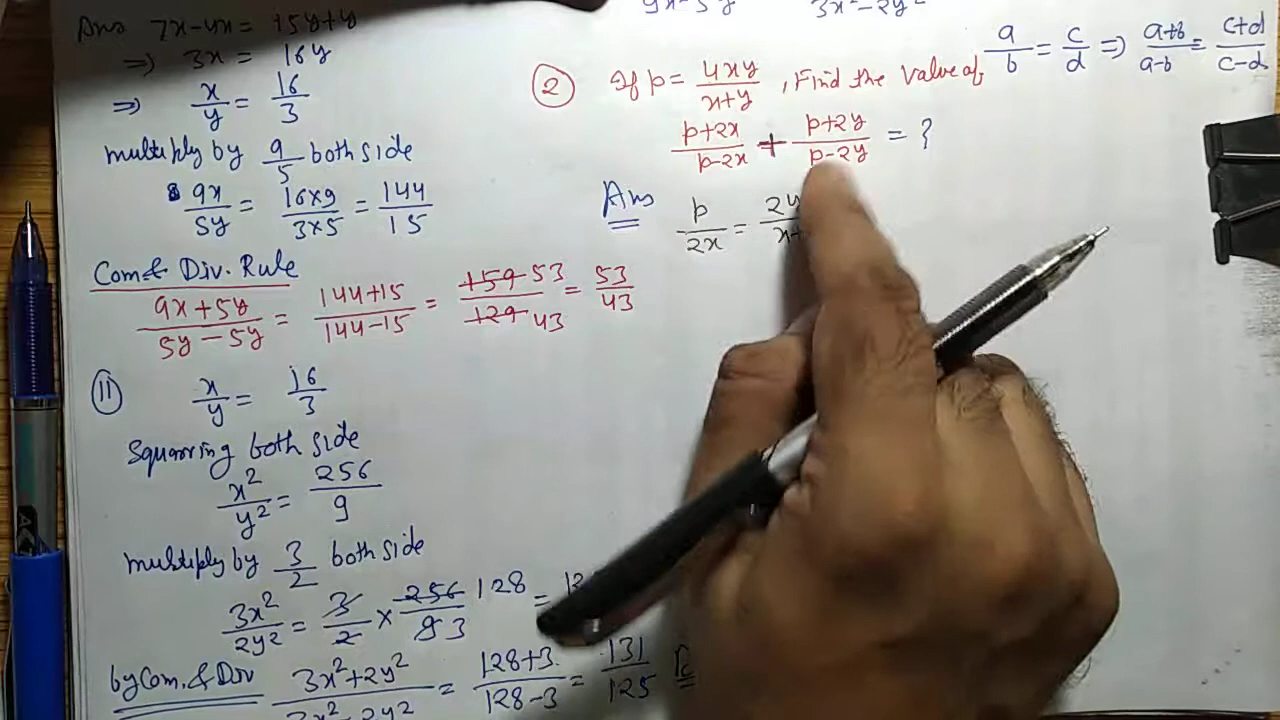 Ans 7x-4x = 15y+y
⇒ 3x = 16y
⇒ x/y = 16/3
multiply by 9/5 both side
9x/5y = 16×9/3×5 = 144/15
Com & Div. Rule
9x+5y/5y-5y = 144+15/144-15 = 159 53/129 43 = 53/43
(11) x/y = 16/3
Squaring both side
x²/y² = 256/9
multiply by 3/2 both side
3x²/2y² = 3/2 × 256 128/9 3 =
by Com. & Div 3x²+2y²/3x²-2y² = 128+3/128-3 = 131/125
3x²-2y²
a/b = c/d ⇒ a+b/a-b = c+d/c-d
(2) If p = 4xy/x+y , Find the value of
p+2x/p-2x + p+2y/p-2y = ?
Ans p/2x =